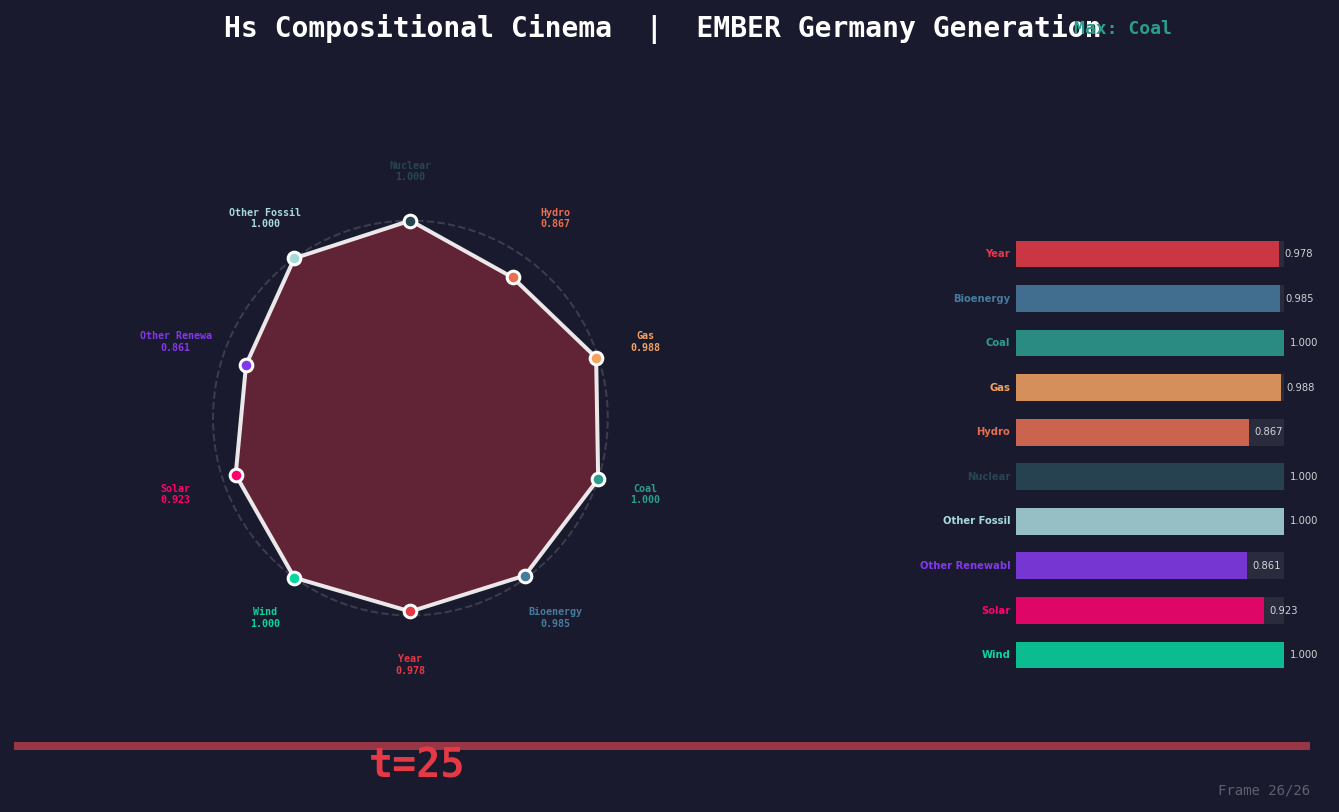 Hs Compositional Cinema | EMBER Germany Generation
Max: Coal
Nuclear
1.000
Other Fossil
1.000
Hydro
0.867
Other Renewa
0.861
Gas
0.988
Solar
0.923
Coal
1.000
Wind
1.000
Bioenergy
0.985
Year
0.978
Year 0.978
Bioenergy 0.985
Coal 1.000
Gas 0.988
Hydro 0.867
Nuclear 1.000
Other Fossil 1.000
Other Renewabl 0.861
Solar 0.923
Wind 1.000
t=25
Frame 26/26